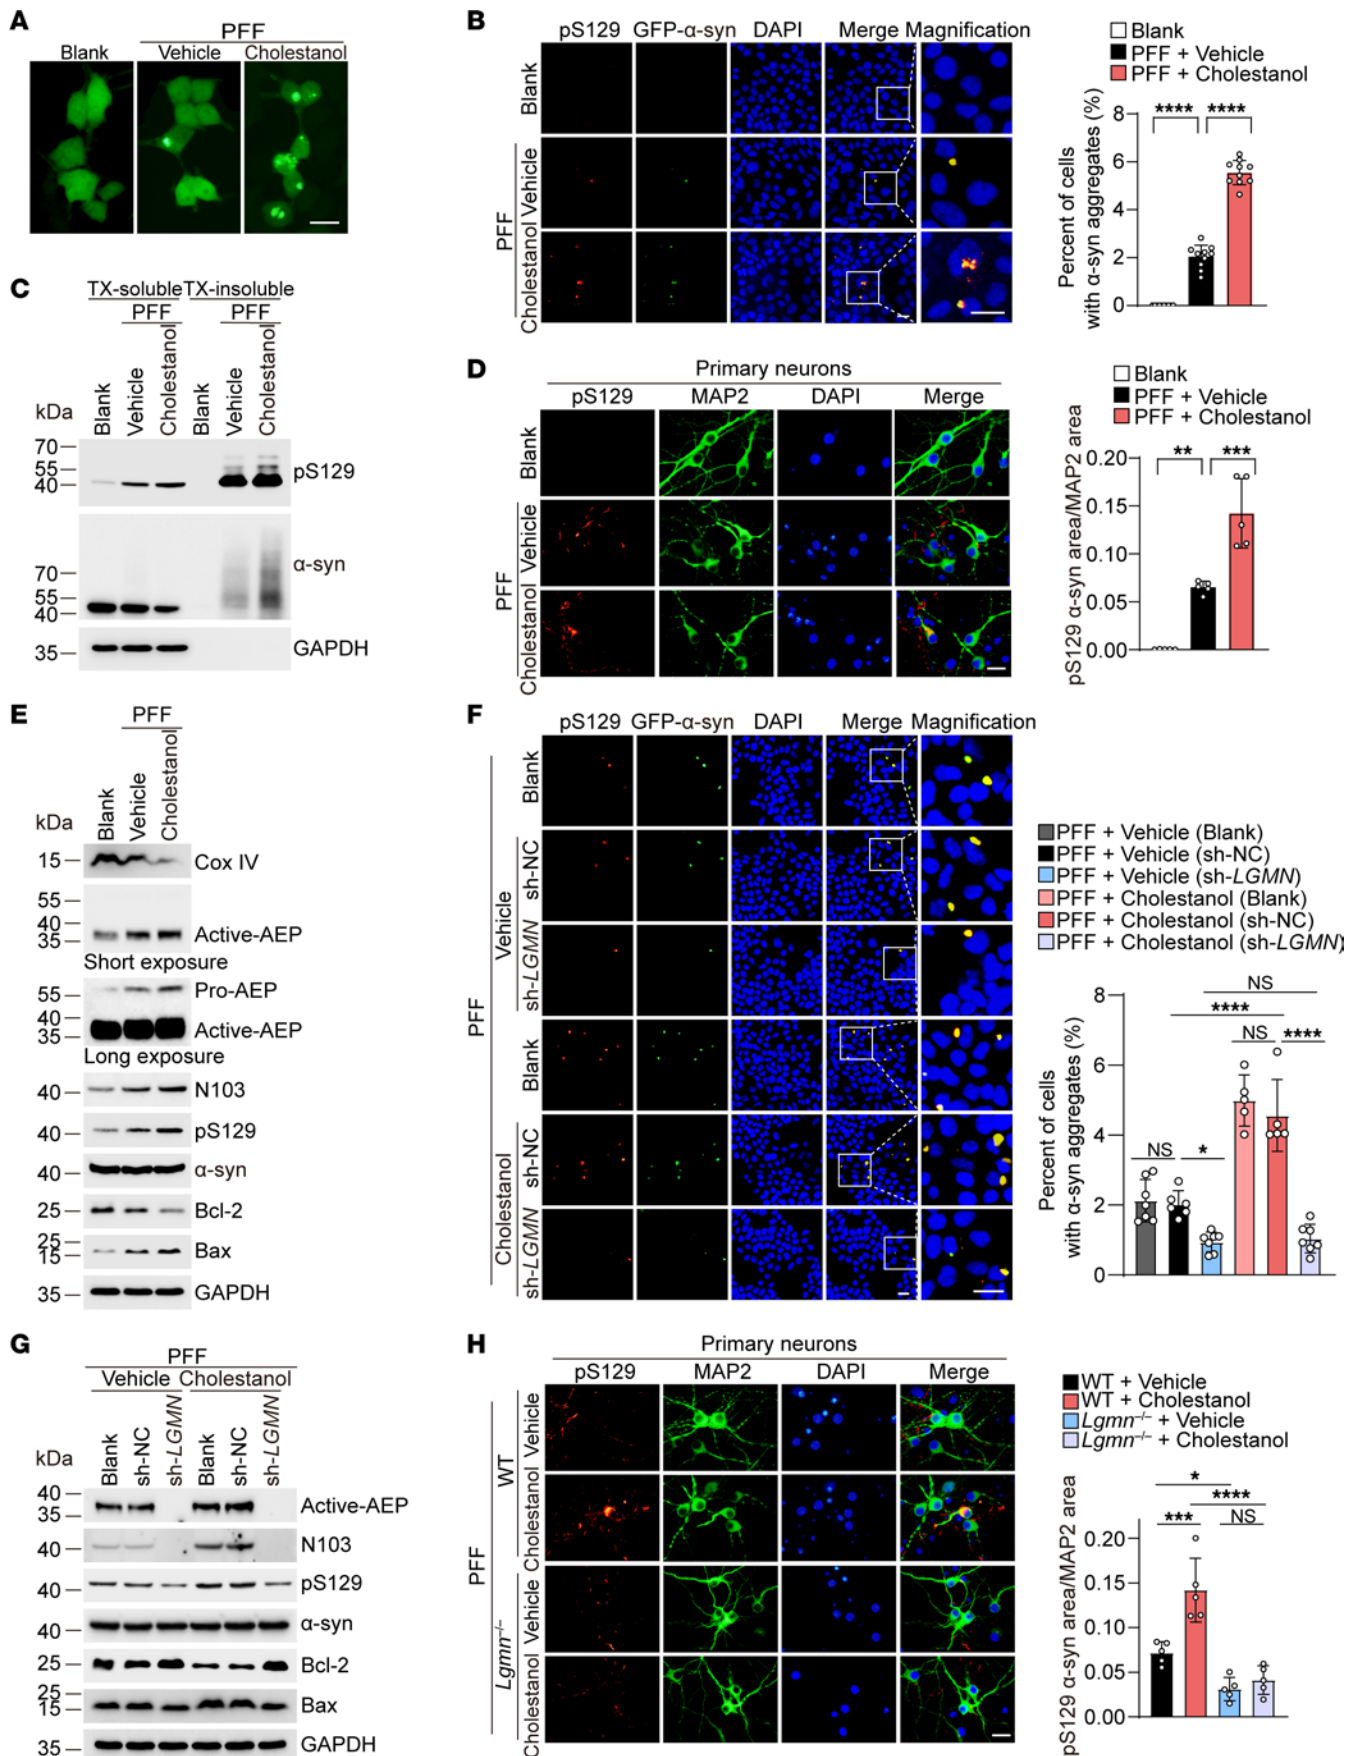 A
PFF
Blank
Vehicle
Cholestanol
B
pS129 GFP-α-syn DAPI Merge Magnification
Blank
Vehicle
Cholestanol
PFF
Blank
PFF + Vehicle
PFF + Cholestanol
Percent of cells
with α-syn aggregates (%)
8
6
4
2
0
**** ****
C
TX-soluble TX-insoluble
PFF PFF
Blank
Vehicle
Cholestanol
Blank
Vehicle
Cholestanol
kDa
70
55
40
pS129
70
55
40
α-syn
35
GAPDH
D
Primary neurons
pS129 MAP2 DAPI Merge
Blank
Vehicle
Cholestanol
PFF
Blank
PFF + Vehicle
PFF + Cholestanol
pS129 α-syn area/MAP2 area
0.20
0.15
0.10
0.05
0.00
** ***
E
PFF
Blank
Vehicle
Cholestanol
kDa
15
Cox IV
55
40
35
Active-AEP
Short exposure
55
Pro-AEP
40
35
Active-AEP
Long exposure
40
N103
40
pS129
40
α-syn
25
Bcl-2
25
15
Bax
35
GAPDH
F
pS129 GFP-α-syn DAPI Merge Magnification
Blank
sh-NC
sh-LGMN
Vehicle
Blank
sh-NC
sh-LGMN
Cholestanol
PFF
PFF + Vehicle (Blank)
PFF + Vehicle (sh-NC)
PFF + Vehicle (sh-LGMN)
PFF + Cholestanol (Blank)
PFF + Cholestanol (sh-NC)
PFF + Cholestanol (sh-LGMN)
Percent of cells
with α-syn aggregates (%)
8
6
4
2
0
NS
****
NS ****
NS *
G
PFF
Vehicle Cholestanol
Blank
sh-NC
sh-LGMN
Blank
sh-NC
sh-LGMN
kDa
40
35
Active-AEP
40
N103
40
pS129
40
α-syn
25
Bcl-2
25
15
Bax
35
GAPDH
H
Primary neurons
pS129 MAP2 DAPI Merge
Vehicle
Cholestanol
WT
Vehicle
Cholestanol
Lgmn−/−
PFF
WT + Vehicle
WT + Cholestanol
Lgmn−/− + Vehicle
Lgmn−/− + Cholestanol
pS129 α-syn area/MAP2 area
0.20
0.15
0.10
0.05
0.00
*
****
*** NS